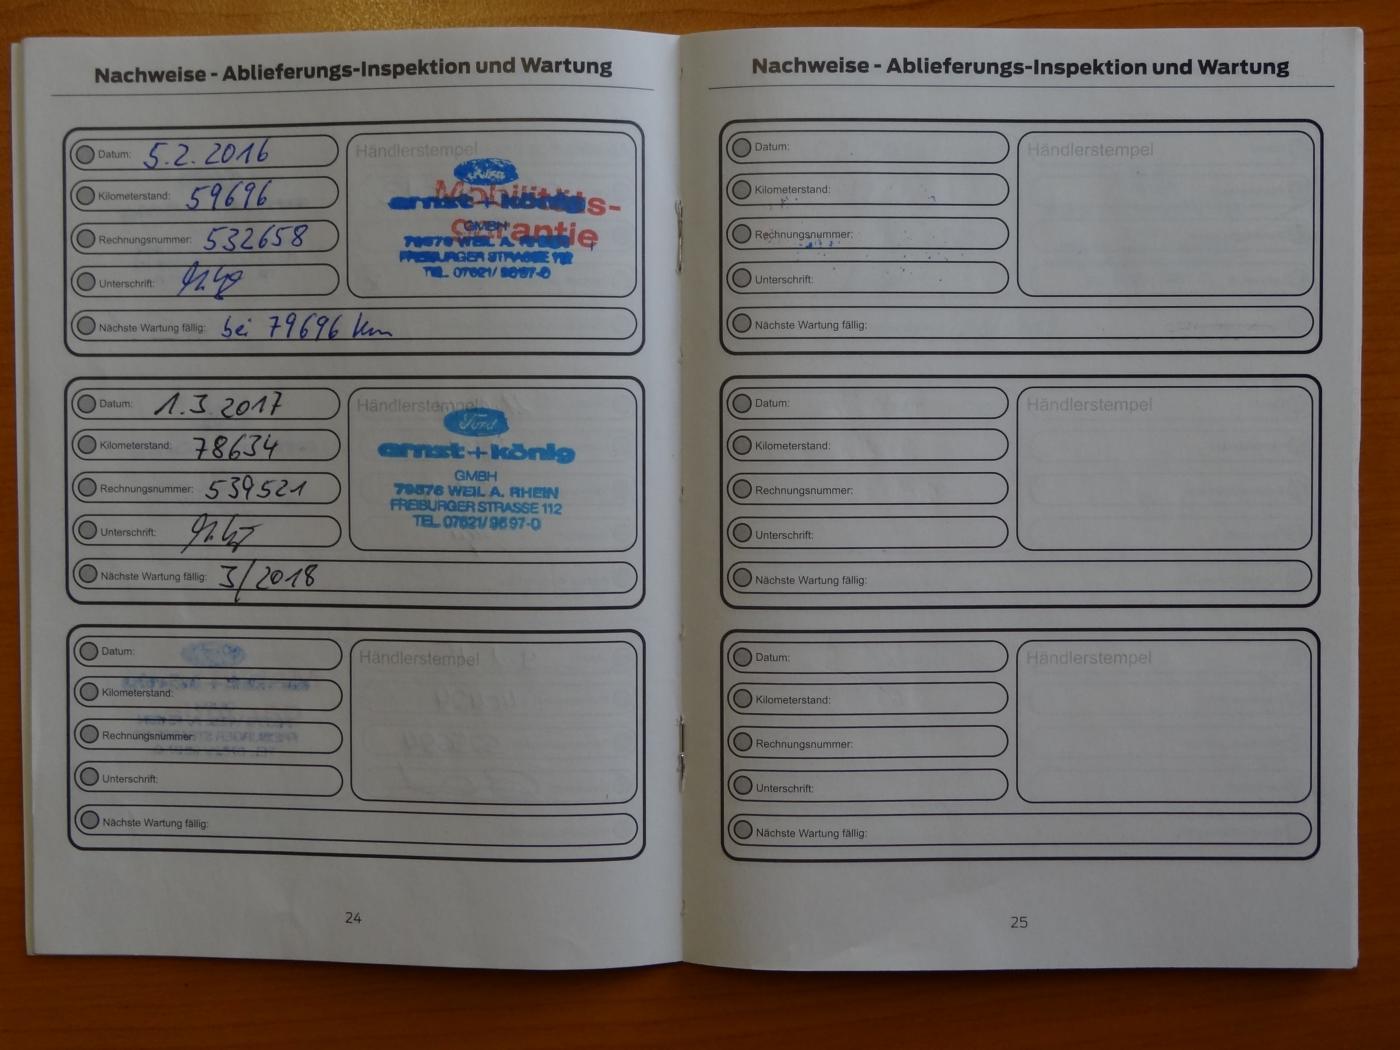 Nachweise - Ablieferungs-Inspektion und Wartung
Datum: 5.2.2016
Kilometerstand: 59696
Rechnungsnummer: 532658
Unterschrift:
Nächste Wartung fällig: bei 79696 km
Händlerstempel
Ford
Mobilitäts-
ernst+könig
Garantie
GMBH
79576 WEIL A. RHEIN
FREIBURGER STRASSE 112
TEL. 07621/9697-0
Datum: 1.3.2017
Kilometerstand: 78634
Rechnungsnummer: 539521
Unterschrift:
Nächste Wartung fällig: 3/2018
Händlerstempel
Ford
ernst+könig
GMBH
79576 WEIL A. RHEIN
FREIBURGER STRASSE 112
TEL. 07621/9697-0
Datum:
Kilometerstand:
Rechnungsnummer:
Unterschrift:
Nächste Wartung fällig:
Händlerstempel
24
Nachweise - Ablieferungs-Inspektion und Wartung
Datum:
Kilometerstand:
Rechnungsnummer:
Unterschrift:
Nächste Wartung fällig:
Händlerstempel
Datum:
Kilometerstand:
Rechnungsnummer:
Unterschrift:
Nächste Wartung fällig:
Händlerstempel
Datum:
Kilometerstand:
Rechnungsnummer:
Unterschrift:
Nächste Wartung fällig:
Händlerstempel
25